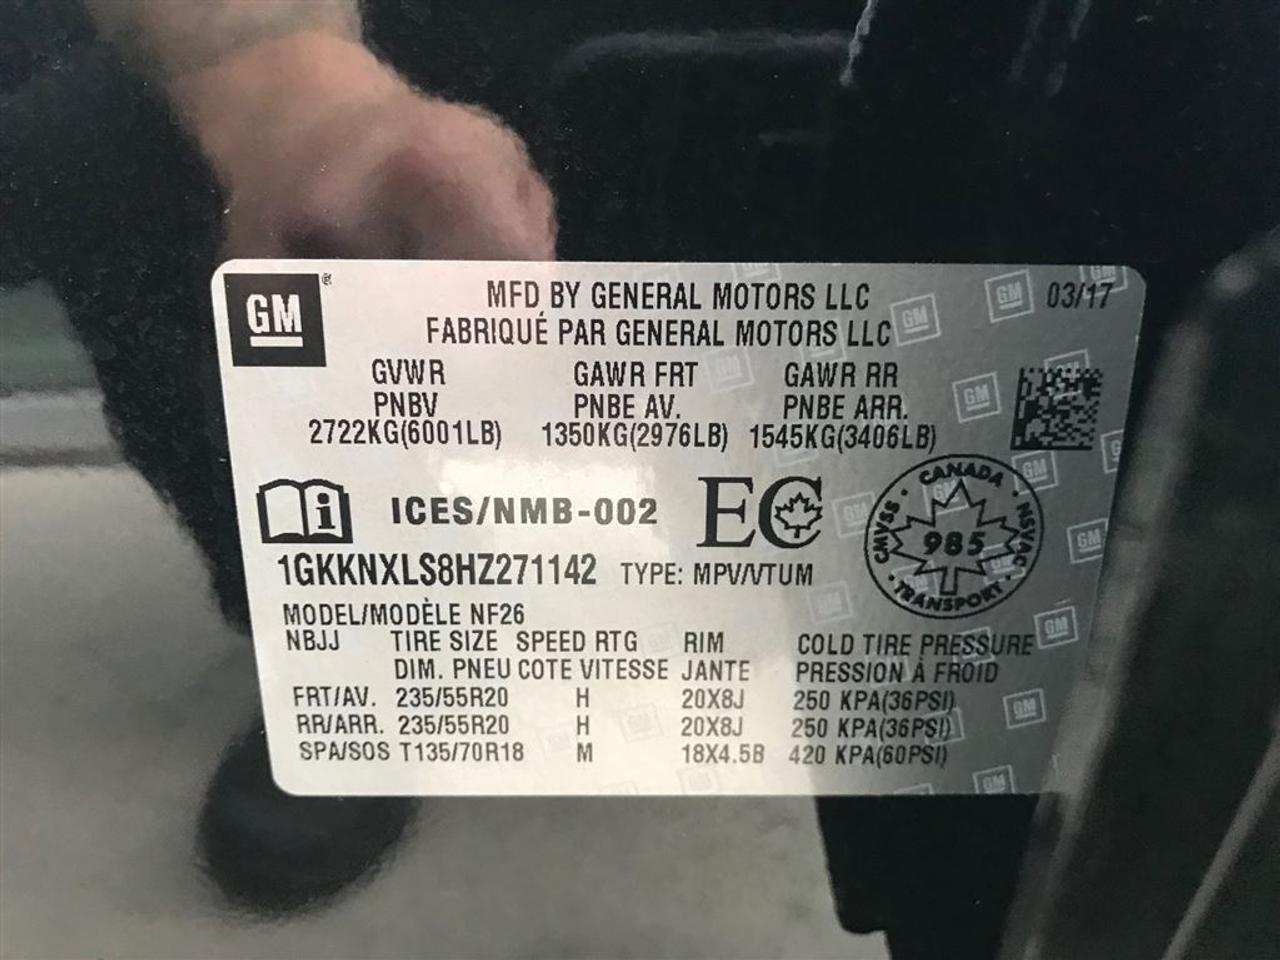 GM ®
MFD BY GENERAL MOTORS LLC 03/17
FABRIQUÉ PAR GENERAL MOTORS LLC
GVWR GAWR FRT GAWR RR
PNBV PNBE AV. PNBE ARR.
2722KG(6001LB) 1350KG(2976LB) 1545KG(3406LB)
i ICES/NMB-002 EC
CANADA
CMVSS 985 NSVAC
TRANSPORT
1GKKNXLS8HZ271142 TYPE: MPV/VTUM
MODEL/MODÈLE NF26
NBJJ TIRE SIZE SPEED RTG RIM COLD TIRE PRESSURE
DIM. PNEU COTE VITESSE JANTE PRESSION À FROID
FRT/AV. 235/55R20 H 20X8J 250 KPA(36PSI)
RR/ARR. 235/55R20 H 20X8J 250 KPA(36PSI)
SPA/SOS T135/70R18 M 18X4.5B 420 KPA(60PSI)